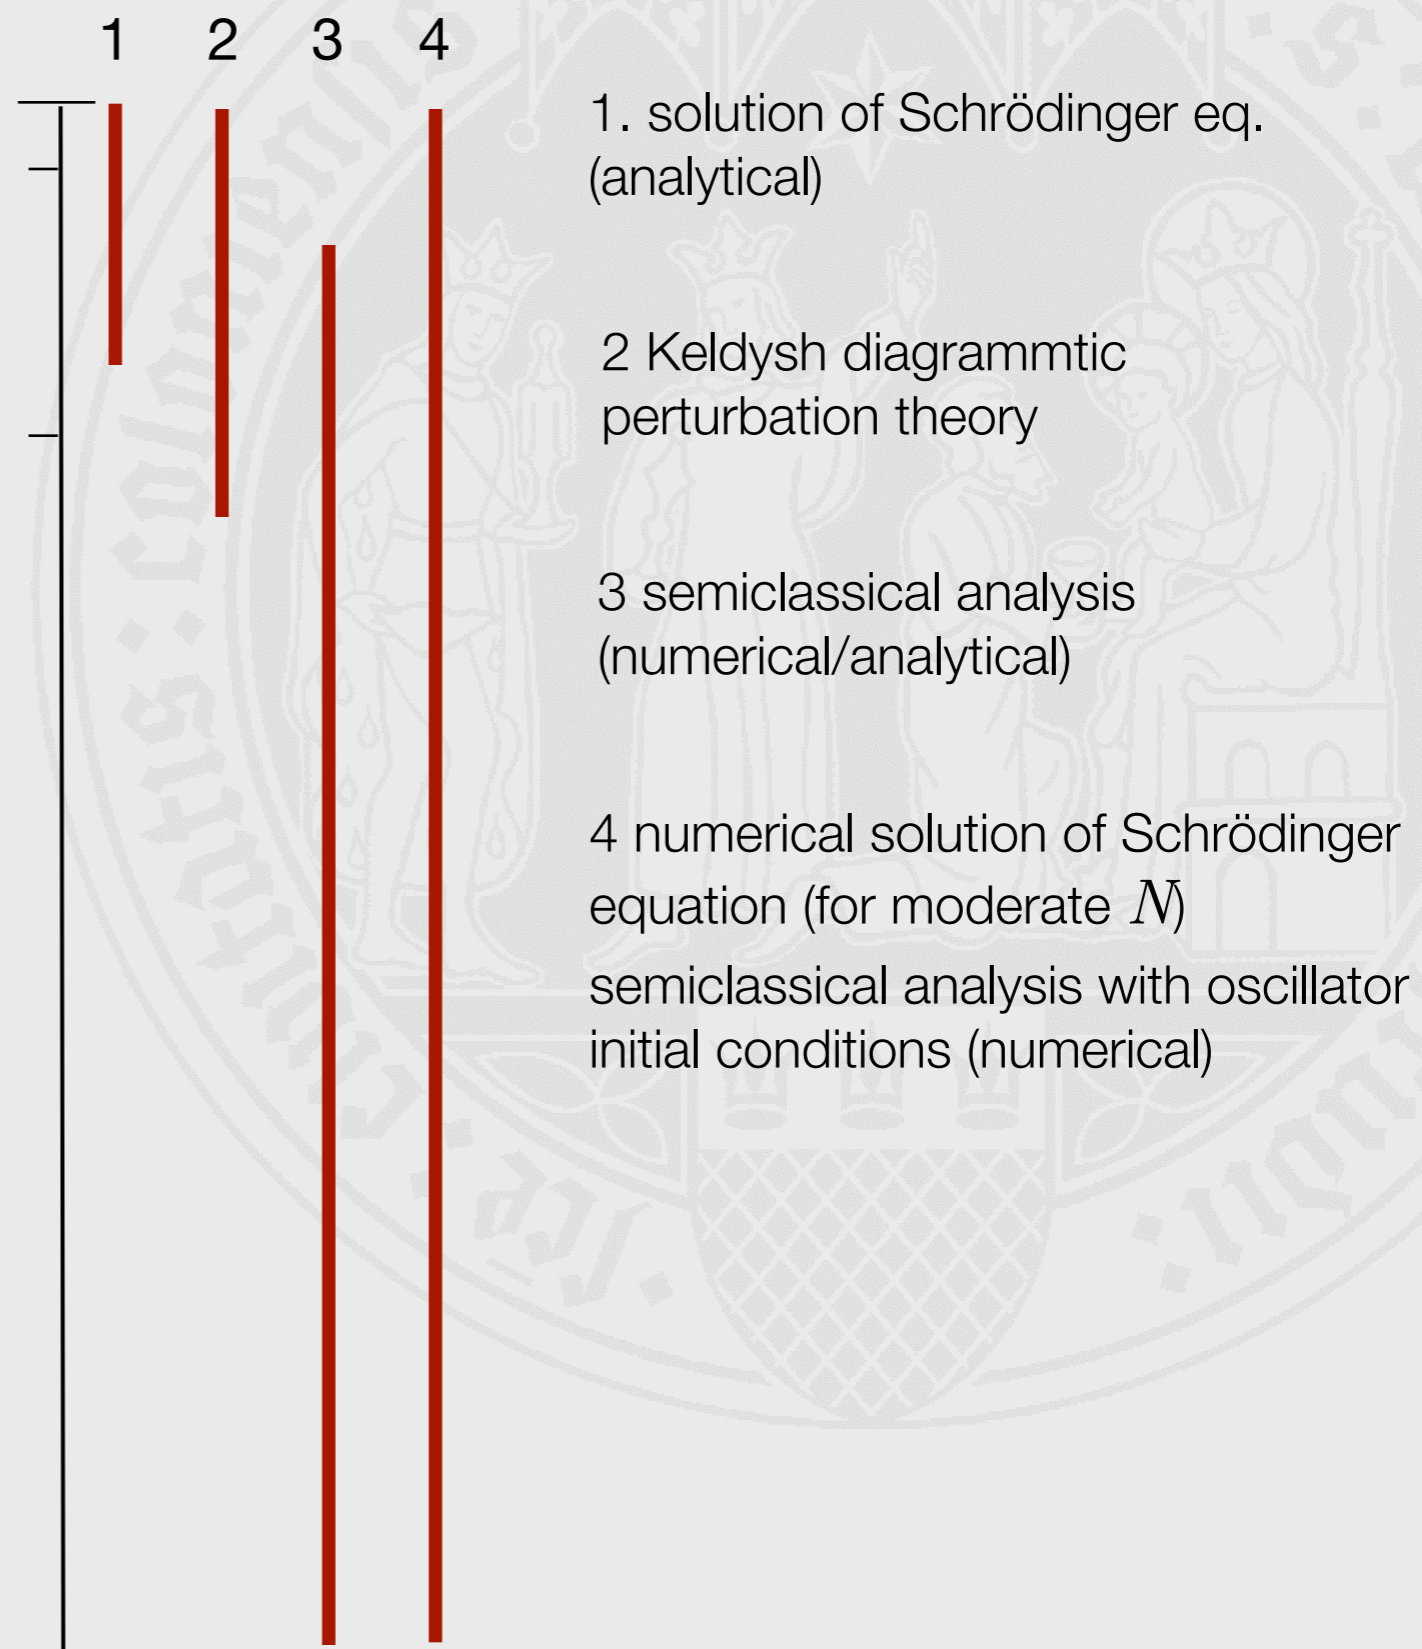 1 2 3 4
1. solution of Schrödinger eq.
(analytical)
2 Keldysh diagrammtic
perturbation theory
3 semiclassical analysis
(numerical/analytical)
4 numerical solution of Schrödinger
equation (for moderate N)
semiclassical analysis with oscillator
initial conditions (numerical)